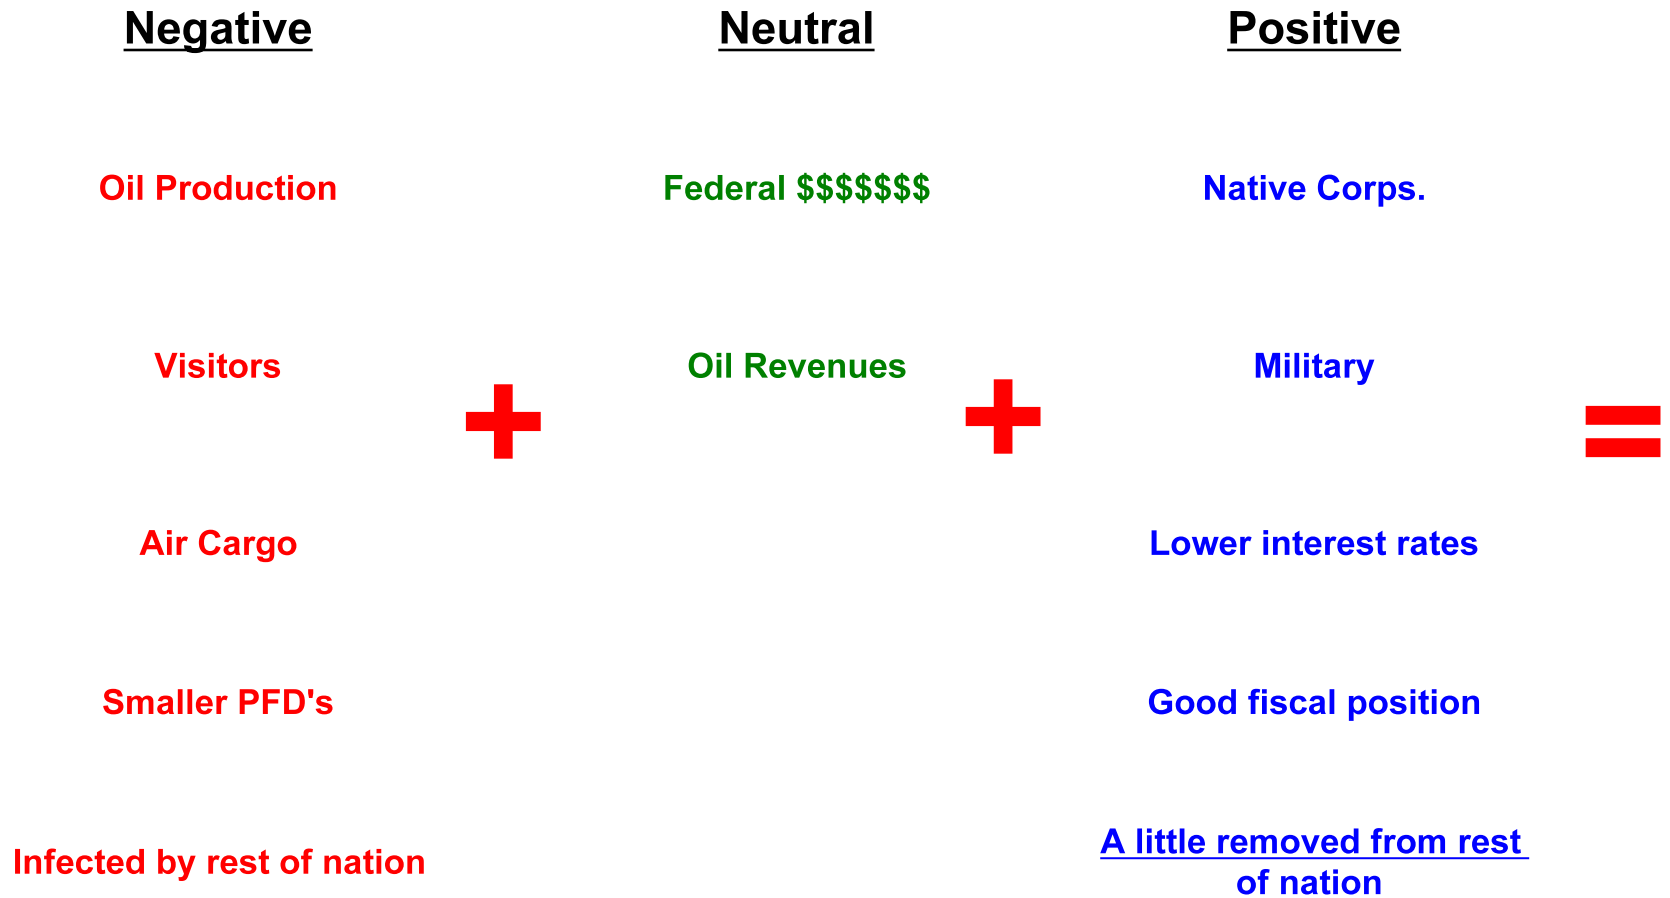 Negative
Neutral
Positive
Oil Production
Federal $$$$$$$
Native Corps.
Visitors
Oil Revenues
Military
+
+
=
Air Cargo
Lower interest rates
Smaller PFD's
Good fiscal position
Infected by rest of nation
A little removed from rest
of nation